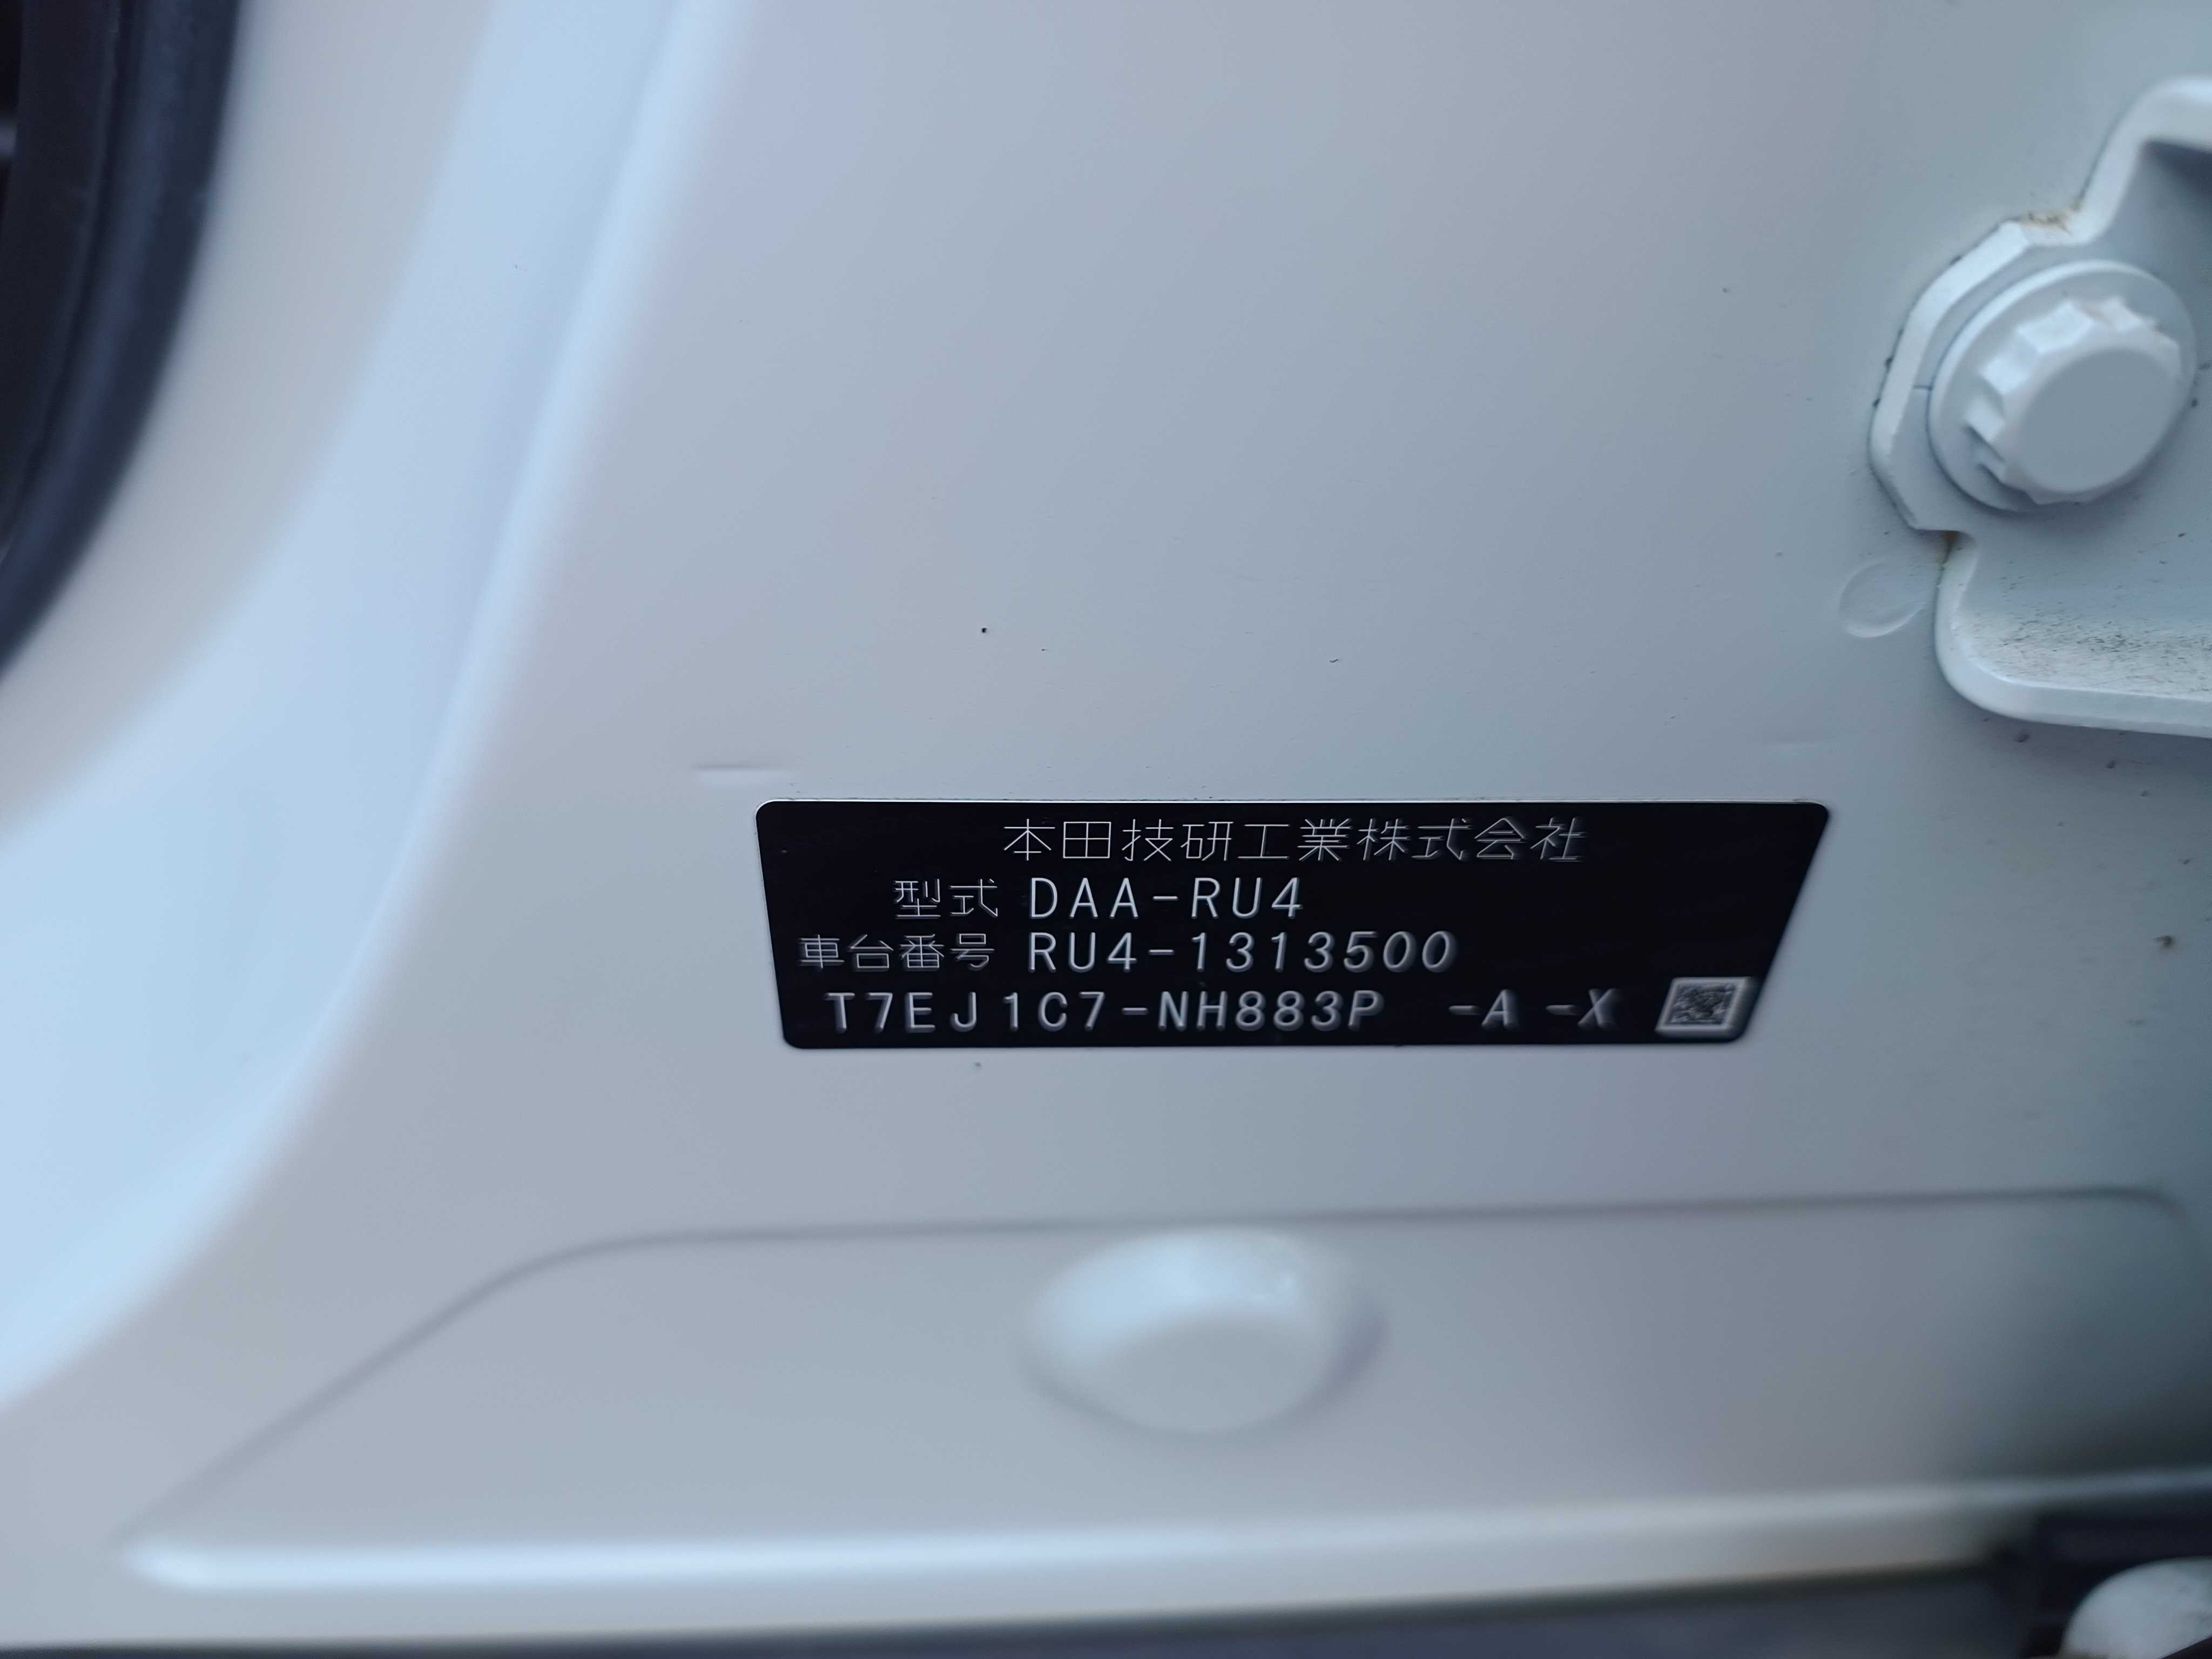 本田技研工業株式会社
型式 DAA-RU4
車台番号 RU4-1313500
T7EJ1C7-NH883P -A -X